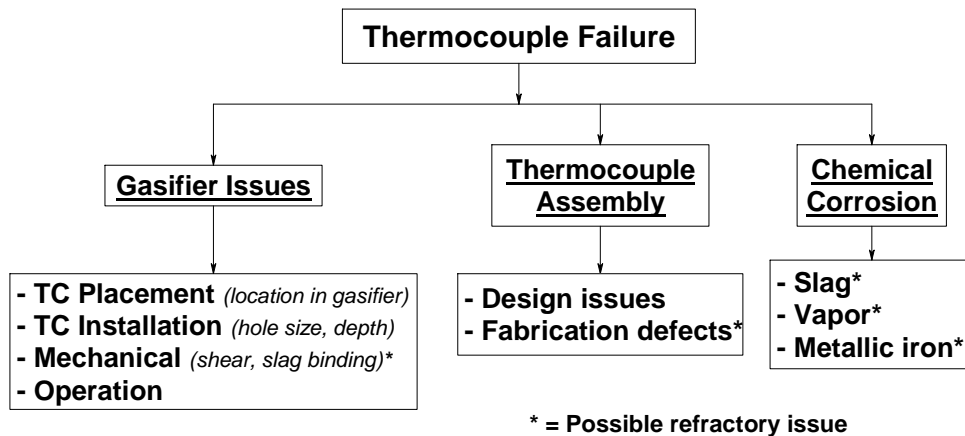 Thermocouple Failure
Gasifier Issues
Thermocouple
Assembly
Chemical
Corrosion
- TC Placement (location in gasifier)
- TC Installation (hole size, depth)
- Mechanical (shear, slag binding)*
- Operation
- Design issues
- Fabrication defects*
- Slag*
- Vapor*
- Metallic iron*
* = Possible refractory issue